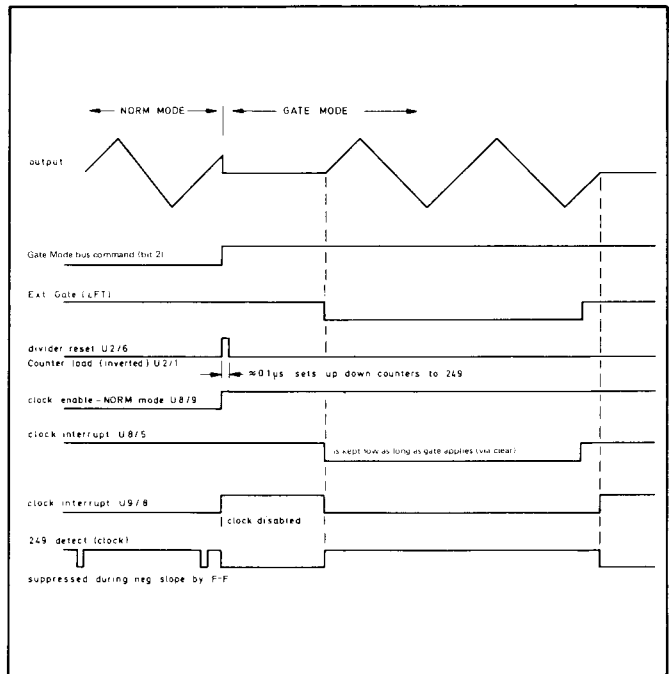 NORM MODE GATE MODE
output
Gate Mode bus command (bit 2)
Ext Gate (LFT)
divider reset U2/6
Counter load (inverted) U2/1
≈0.1µs sets up down counters to 249
clock enable - NORM mode U8/9
clock interrupt U8/5
is kept low as long as gate applies (via clear)
clock interrupt U9/8
clock disabled
249 detect (clock)
suppressed during neg slope by F-F